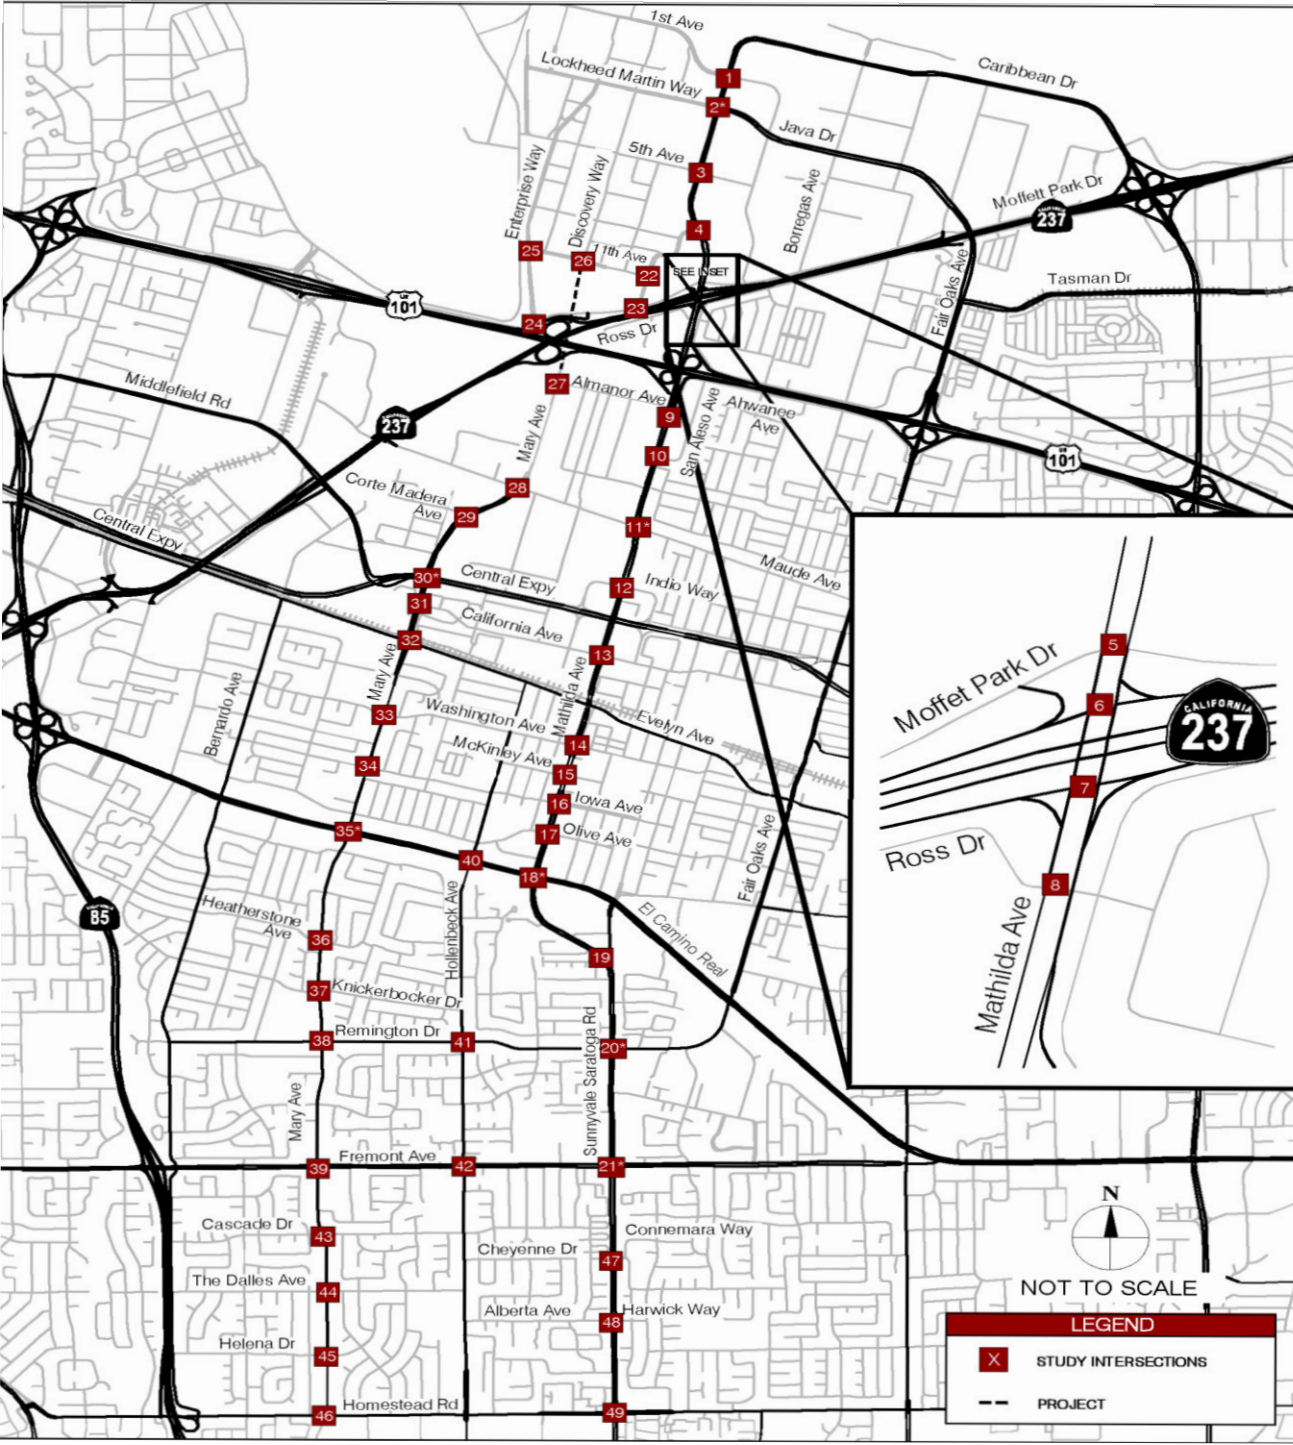 1st Ave
Caribbean Dr
Lockheed Martin Way
1
2*
Java Dr
5th Ave
3
Enterprise Way
Discovery Way
Borregas Ave
Moffett Park Dr
CALIFORNIA
237
4
25
26
11th Ave
22
SEE INSET
Fair Oaks Ave
Tasman Dr
US
101
24
23
Ross Dr
27
Almanor Ave
Middlefield Rd
CALIFORNIA
237
Mary Ave
9
San Aleso Ave
Ahwanee
Ave
10
US
101
Corte Madera
Ave
28
29
Central Expy
11*
Maude Ave
30*
Central Expy
12
Indio Way
31
California Ave
32
13
Mary Ave
Bernardo Ave
Mathilda Ave
33
Washington Ave
Evelyn Ave
McKinley Ave
14
34
15
16
Iowa Ave
17
Olive Ave
35*
40
18*
Fair Oaks Ave
CALIFORNIA
85
Heatherstone
Ave
36
Hollenbeck Ave
El Camino Real
19
37
Knickerbocker Dr
Remington Dr
38
41
Sunnyvale Saratoga Rd
20*
Mary Ave
Fremont Ave
39
42
21*
Cascade Dr
43
Connemara Way
Cheyenne Dr
47
The Dalles Ave
44
Alberta Ave
Harwick Way
48
Helena Dr
45
Homestead Rd
46
49
5
Moffet Park Dr
6
CALIFORNIA
237
7
Ross Dr
8
Mathilda Ave
N
NOT TO SCALE
LEGEND
X
STUDY INTERSECTIONS
PROJECT